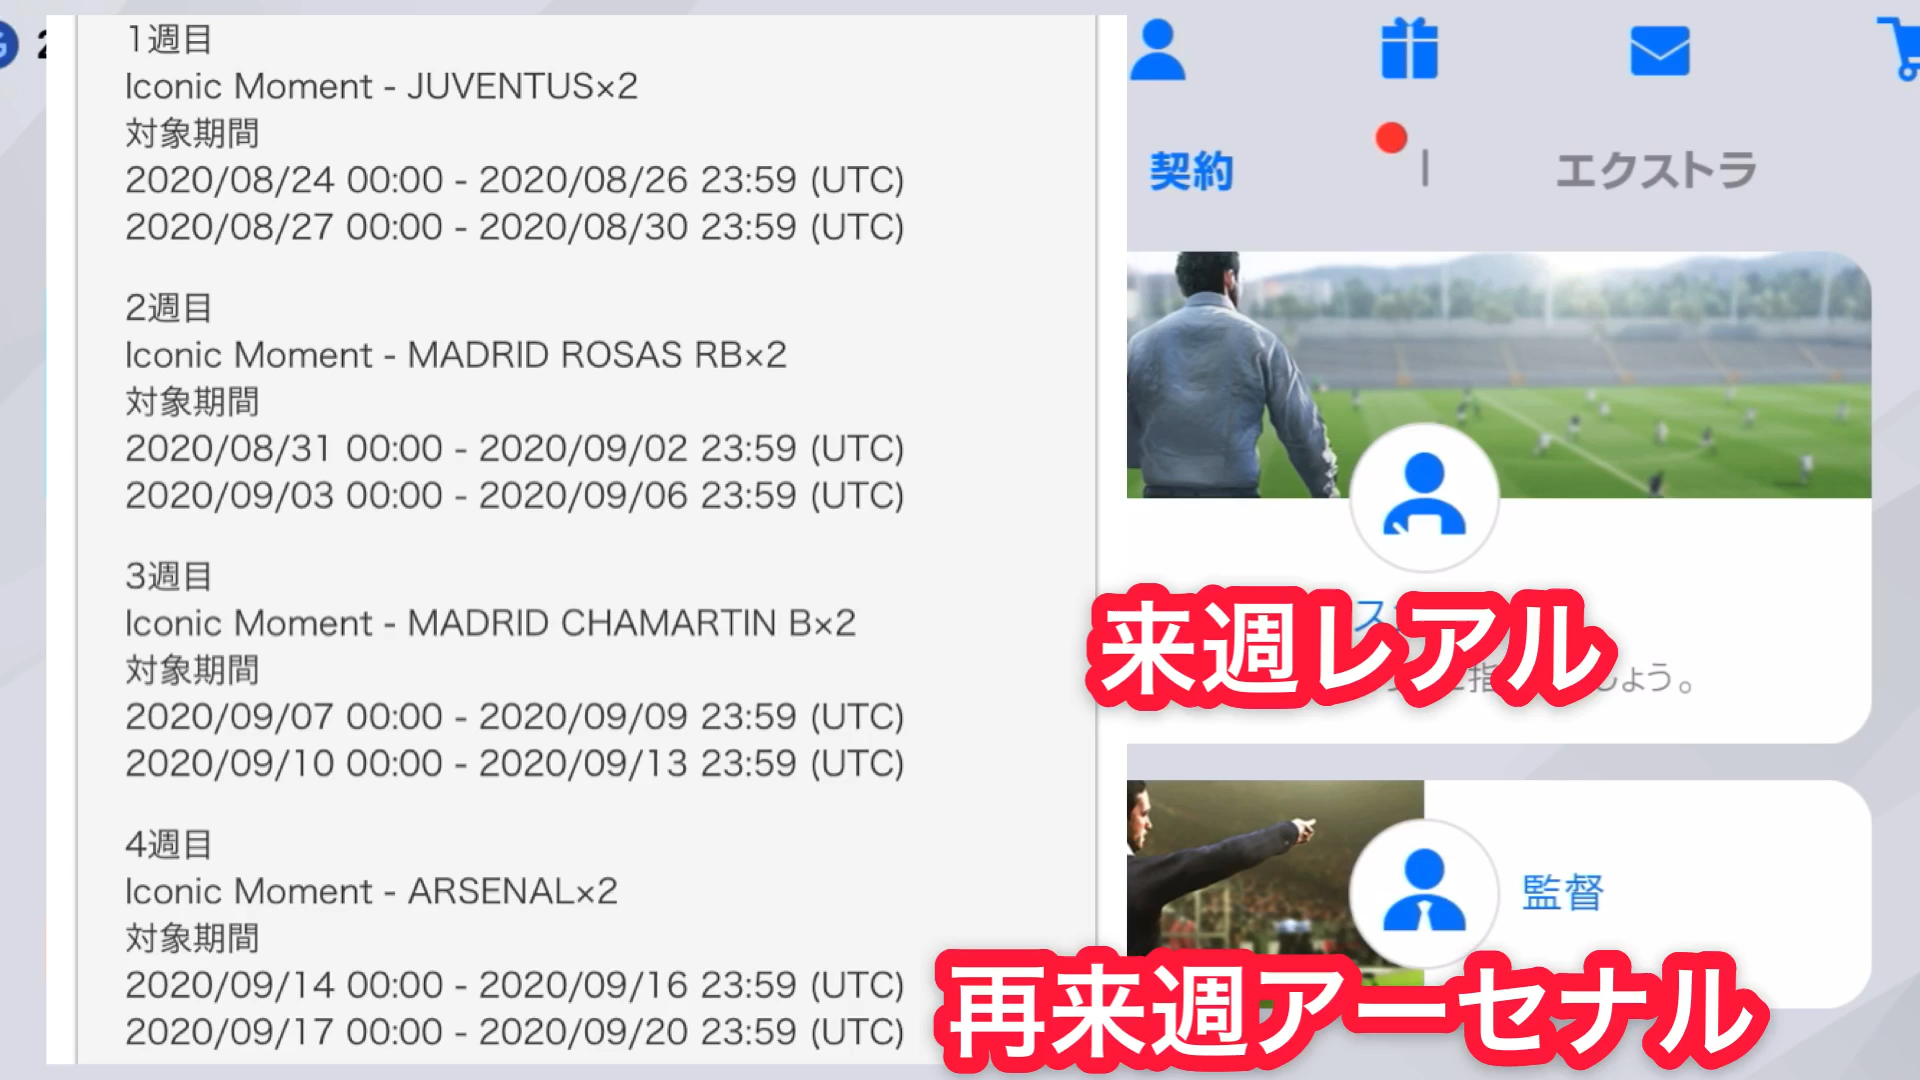 1週目
Iconic Moment - JUVENTUS×2
対象期間
2020/08/24 00:00 - 2020/08/26 23:59 (UTC)
2020/08/27 00:00 - 2020/08/30 23:59 (UTC)
2週目
Iconic Moment - MADRID ROSAS RB×2
対象期間
2020/08/31 00:00 - 2020/09/02 23:59 (UTC)
2020/09/03 00:00 - 2020/09/06 23:59 (UTC)
3週目
Iconic Moment - MADRID CHAMARTIN B×2
対象期間
2020/09/07 00:00 - 2020/09/09 23:59 (UTC)
2020/09/10 00:00 - 2020/09/13 23:59 (UTC)
4週目
Iconic Moment - ARSENAL×2
対象期間
2020/09/14 00:00 - 2020/09/16 23:59 (UTC)
2020/09/17 00:00 - 2020/09/20 23:59 (UTC)
契約 | エクストラ
来週レアル
しょう。
監督
再来週アーセナル